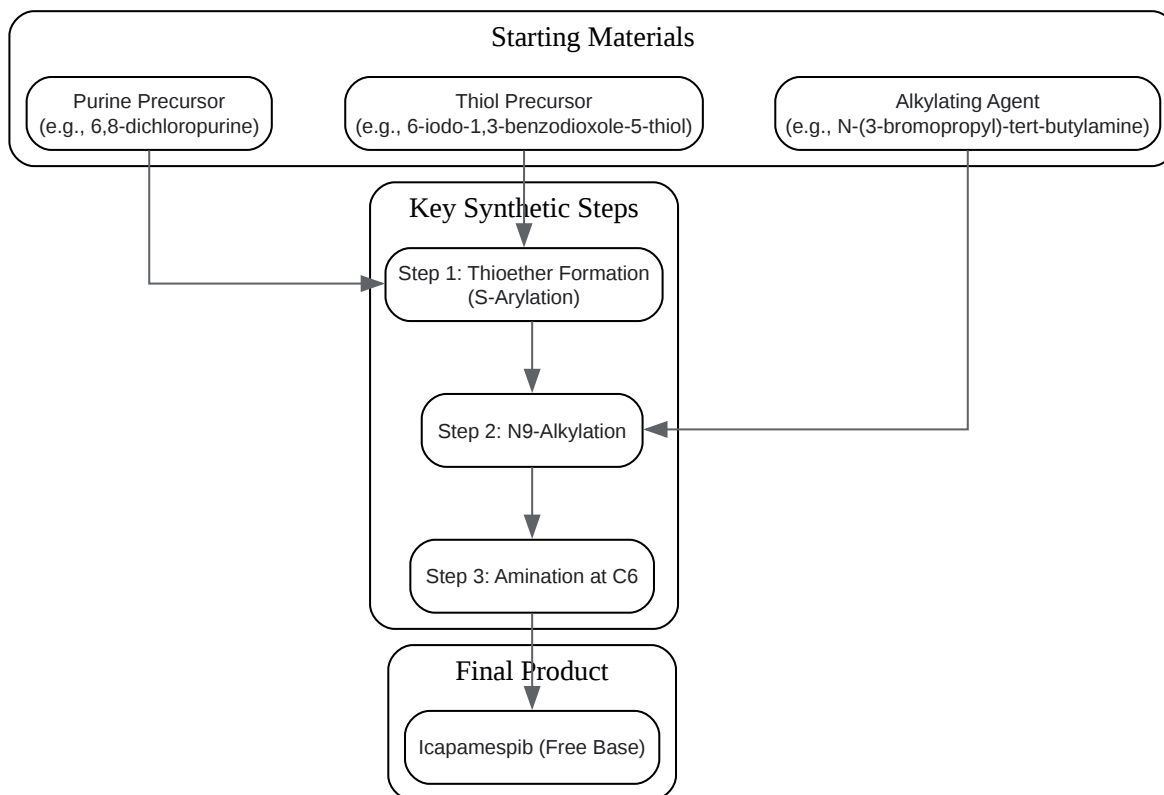 Starting Materials
Purine Precursor
(e.g., 6,8-dichloropurine)
Thiol Precursor
(e.g., 6-iodo-1,3-benzodioxole-5-thiol)
Alkylating Agent
(e.g., N-(3-bromopropyl)-tert-butylamine)
Key Synthetic Steps
Step 1: Thioether Formation
(S-Arylation)
Step 2: N9-Alkylation
Step 3: Amination at C6
Final Product
Icapamespib (Free Base)